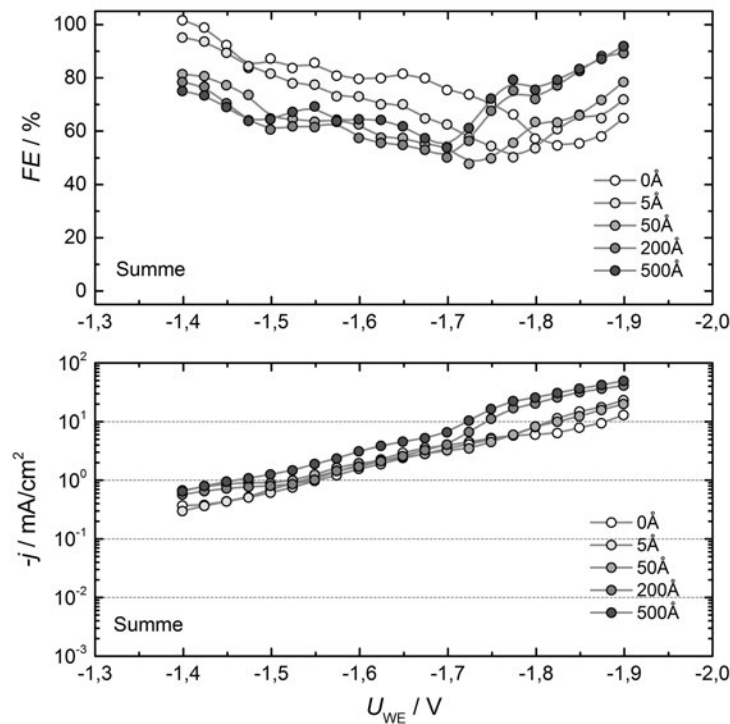 100
80
60
40
20
0
FE / %
Summe
0Å
5Å
50Å
200Å
500Å
-1,3 -1,4 -1,5 -1,6 -1,7 -1,8 -1,9 -2,0
10²
10¹
10⁰
10⁻¹
10⁻²
10⁻³
-j / mA/cm²
Summe
0Å
5Å
50Å
200Å
500Å
-1,3 -1,4 -1,5 -1,6 -1,7 -1,8 -1,9 -2,0
U_WE / V